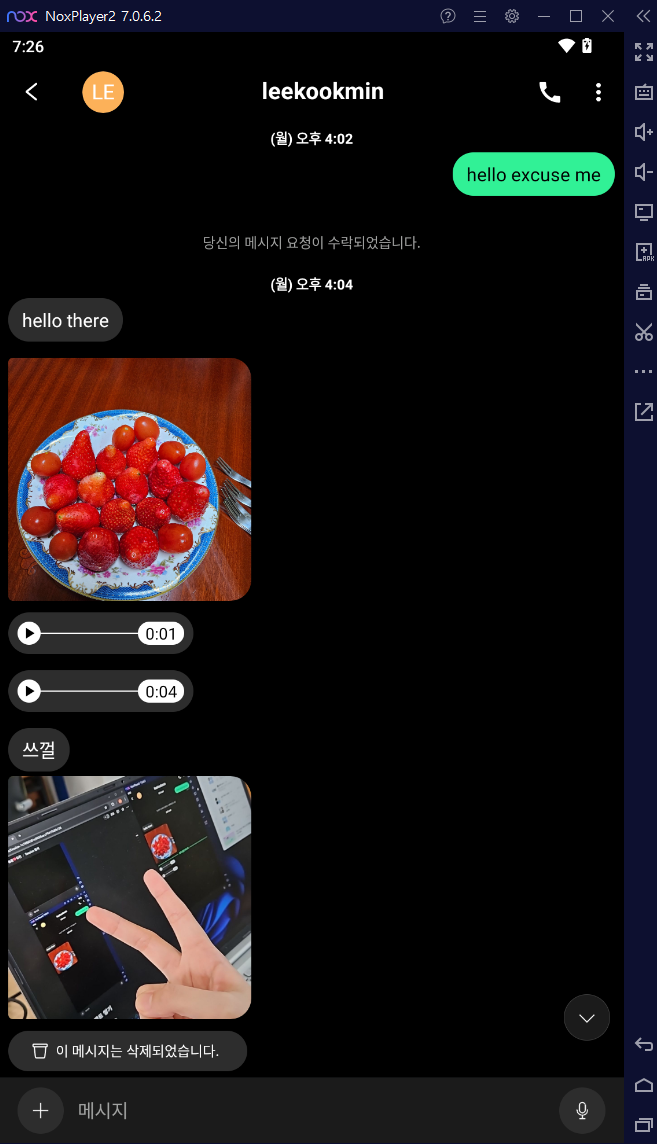 nox NoxPlayer2 7.0.6.2
7:26
LE
leekookmin
(월) 오후 4:02
hello excuse me
당신의 메시지 요청이 수락되었습니다.
(월) 오후 4:04
hello there
0:01
0:04
쓰껄
이 메시지는 삭제되었습니다.
메시지
APK